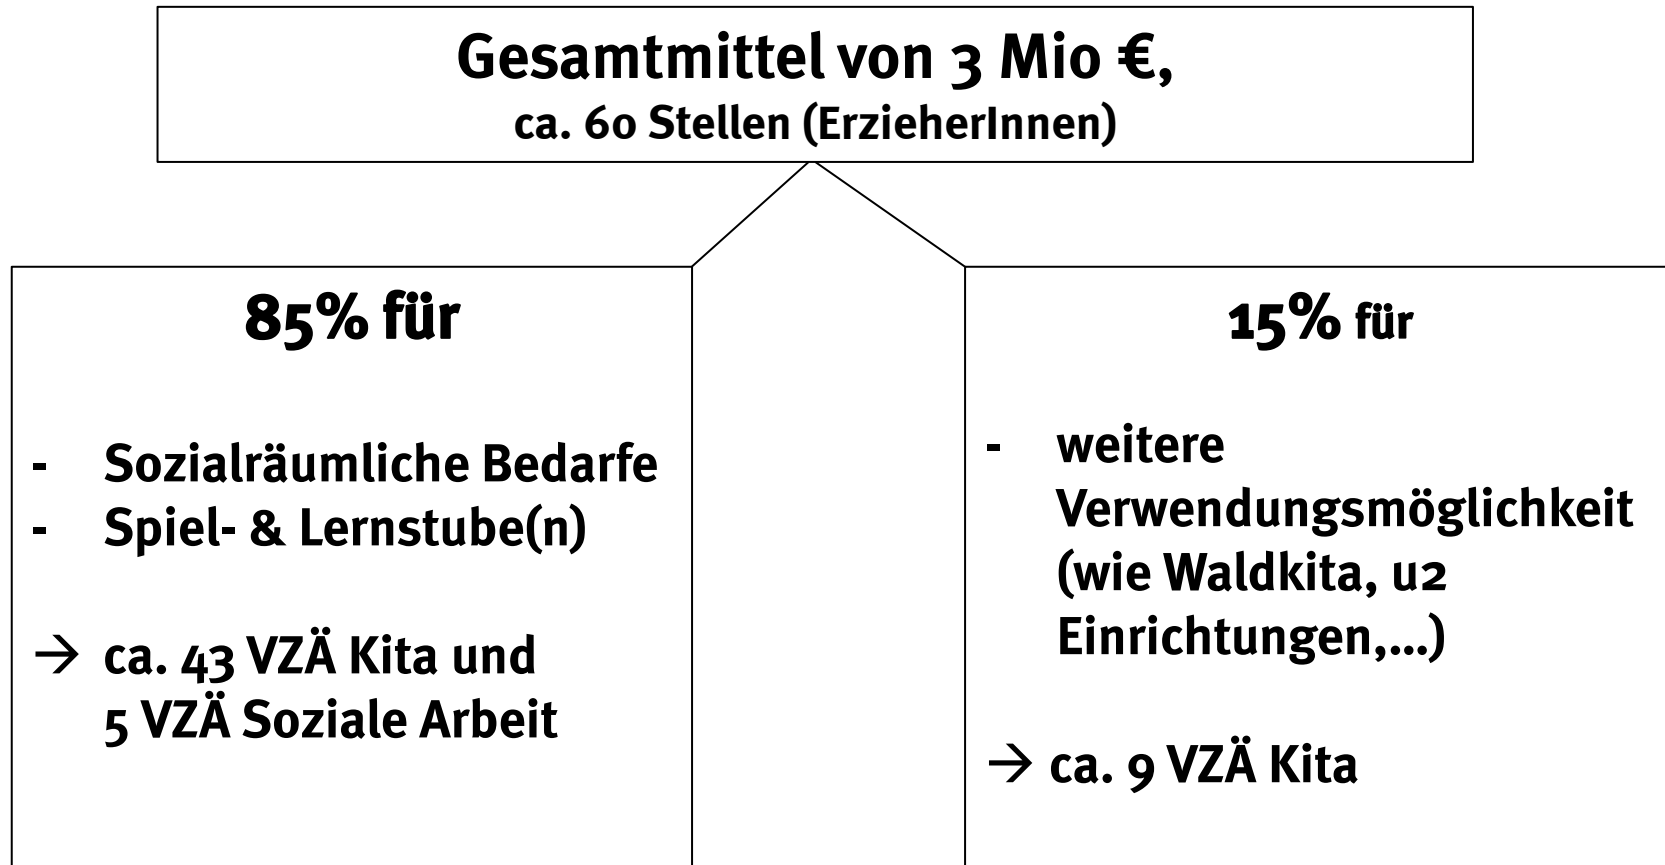 Gesamtmittel von 3 Mio €,
ca. 60 Stellen (ErzieherInnen)
85% für
- Sozialräumliche Bedarfe
- Spiel- & Lernstube(n)
→ ca. 43 VZÄ Kita und
5 VZÄ Soziale Arbeit
15% für
- weitere
Verwendungsmöglichkeit
(wie Waldkita, u2
Einrichtungen,...)
→ ca. 9 VZÄ Kita